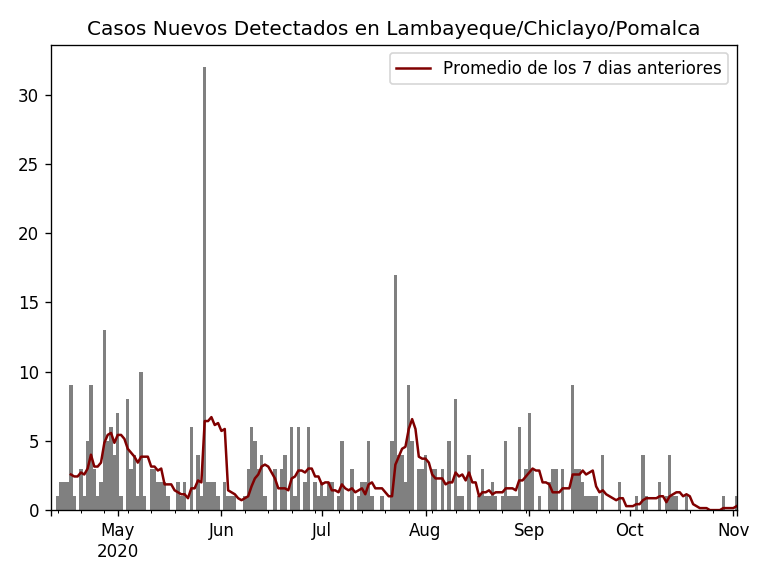 Casos Nuevos Detectados en Lambayeque/Chiclayo/Pomalca
Promedio de los 7 dias anteriores
30
25
20
15
10
5
0
May Jun Jul Aug Sep Oct Nov
2020